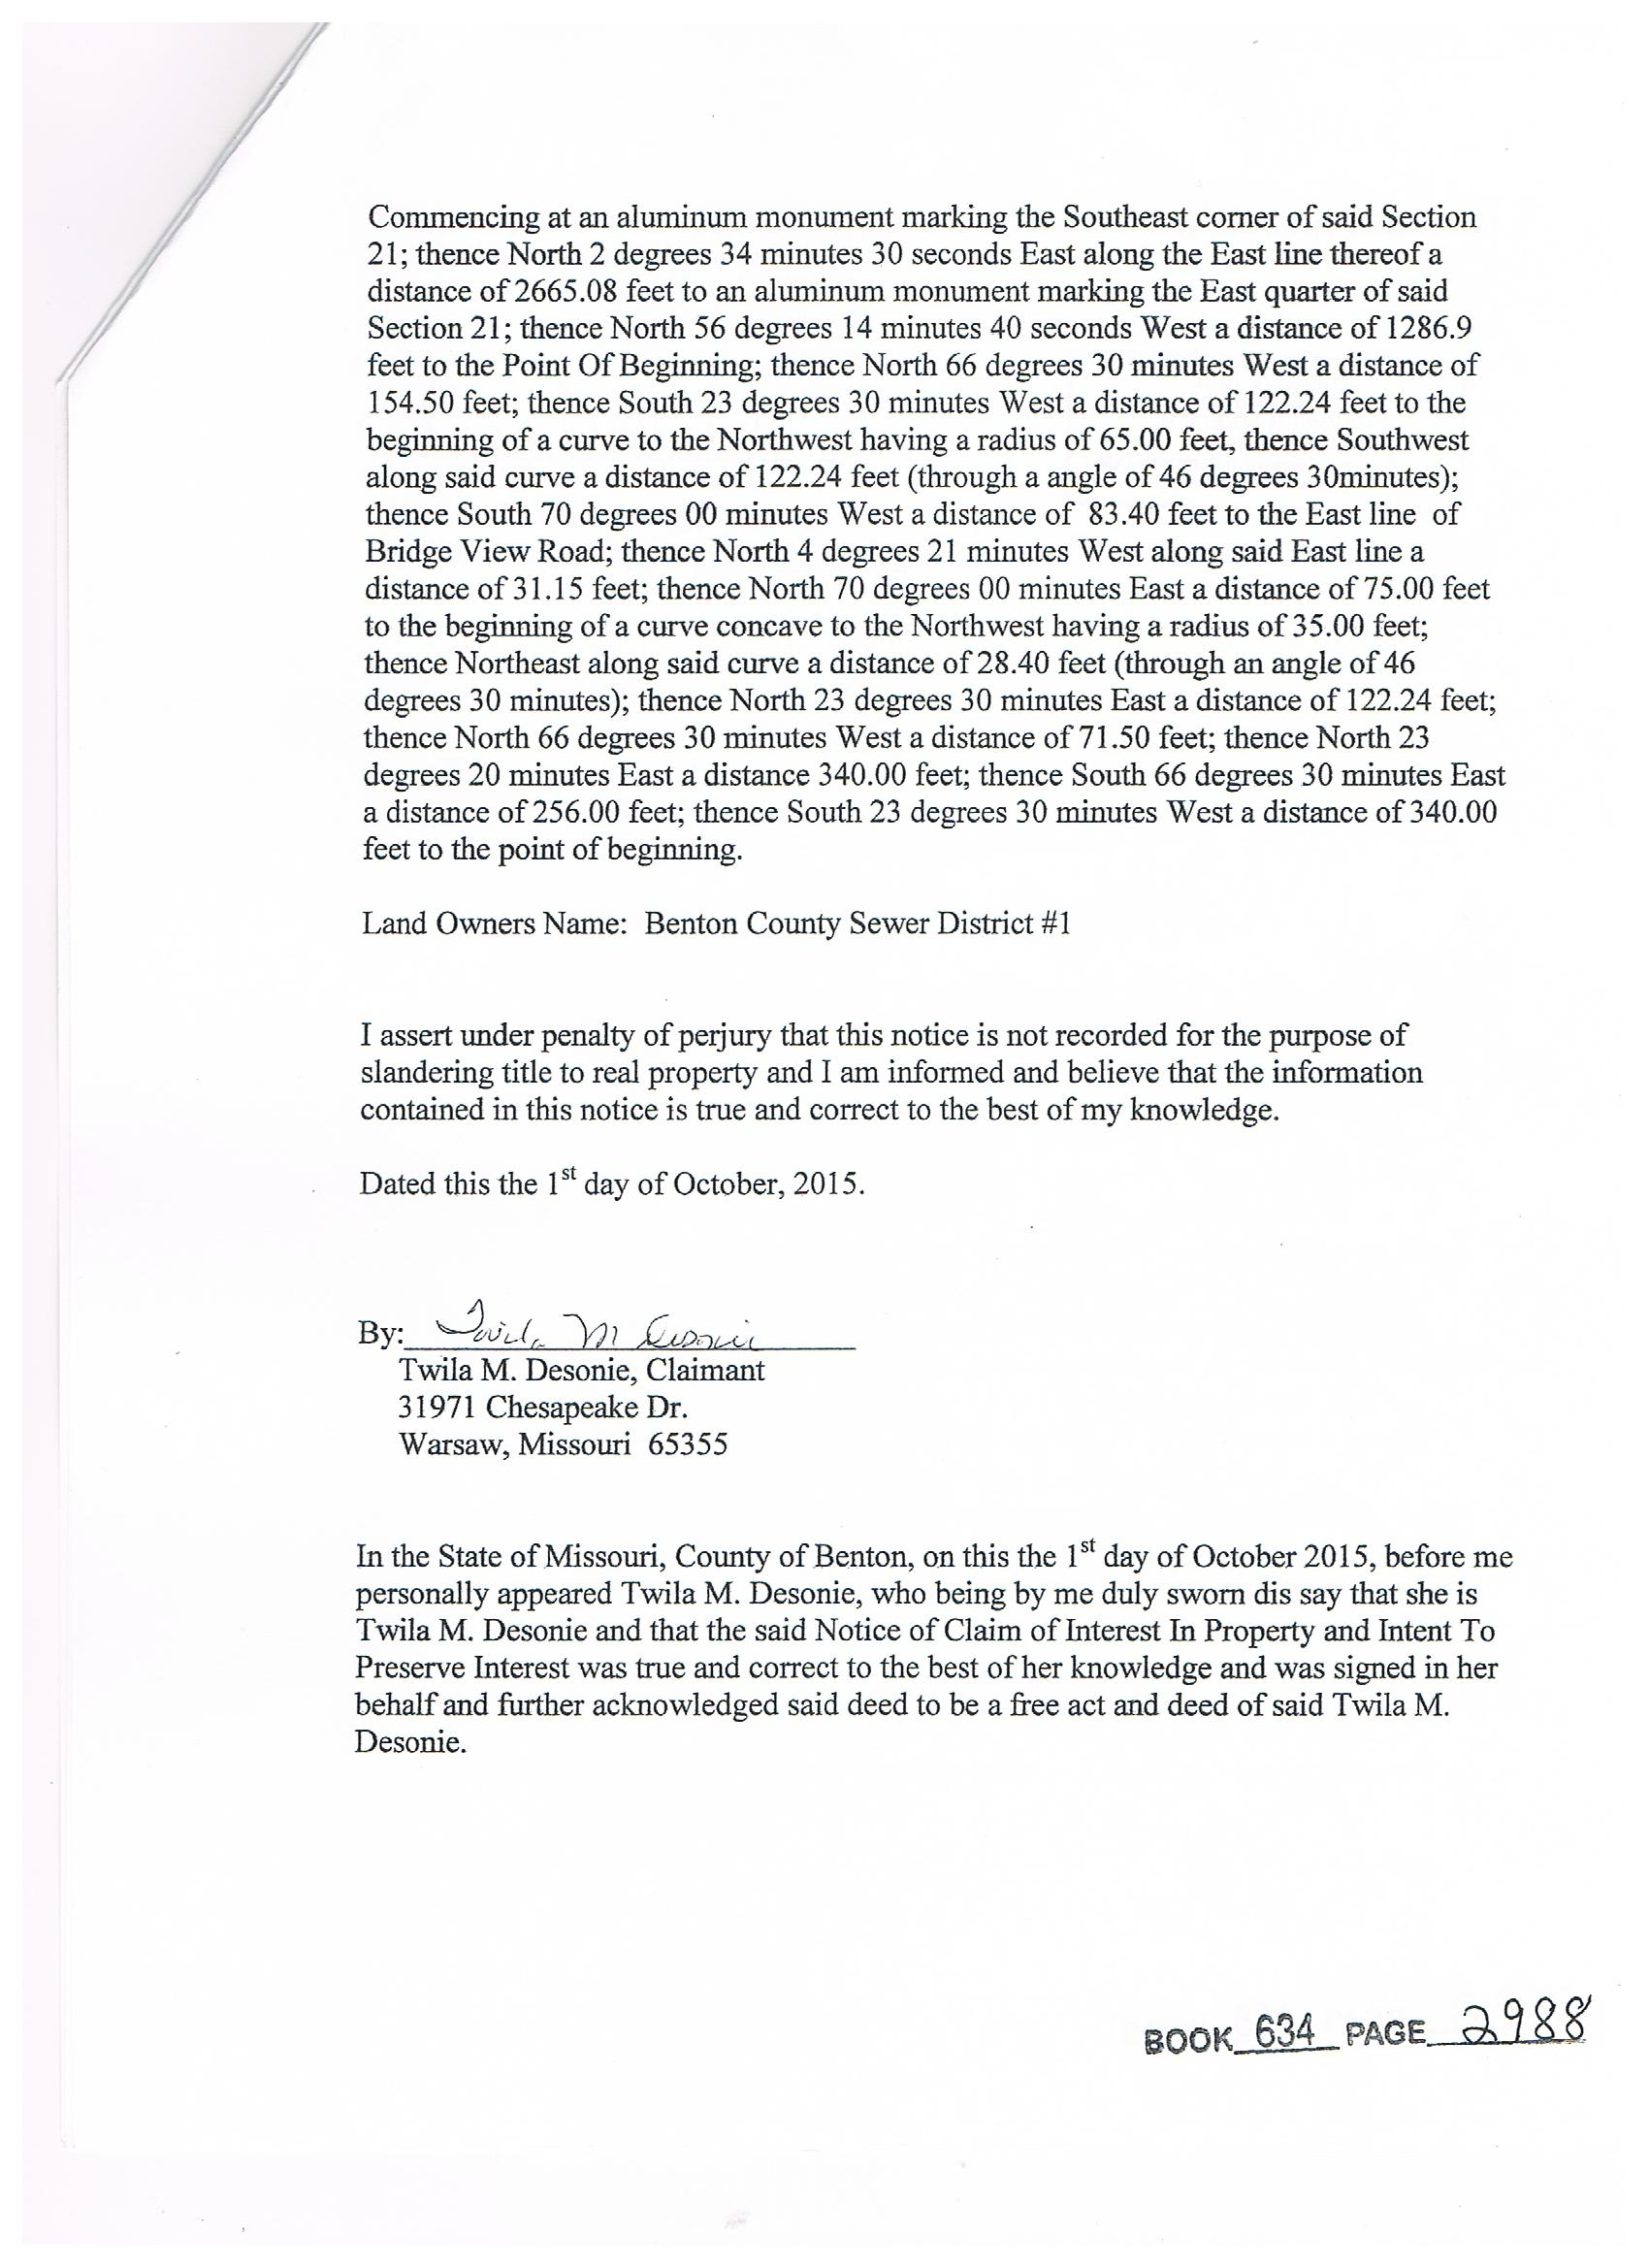 Commencing at an aluminum monument marking the Southeast corner of said Section
21; thence North 2 degrees 34 minutes 30 seconds East along the East line thereof a
distance of 2665.08 feet to an aluminum monument marking the East quarter of said
Section 21; thence North 56 degrees 14 minutes 40 seconds West a distance of 1286.9
feet to the Point Of Beginning; thence North 66 degrees 30 minutes West a distance of
154.50 feet; thence South 23 degrees 30 minutes West a distance of 122.24 feet to the
beginning of a curve to the Northwest having a radius of 65.00 feet, thence Southwest
along said curve a distance of 122.24 feet (through a angle of 46 degrees 30minutes);
thence South 70 degrees 00 minutes West a distance of 83.40 feet to the East line of
Bridge View Road; thence North 4 degrees 21 minutes West along said East line a
distance of 31.15 feet; thence North 70 degrees 00 minutes East a distance of 75.00 feet
to the beginning of a curve concave to the Northwest having a radius of 35.00 feet;
thence Northeast along said curve a distance of 28.40 feet (through an angle of 46
degrees 30 minutes); thence North 23 degrees 30 minutes East a distance of 122.24 feet;
thence North 66 degrees 30 minutes West a distance of 71.50 feet; thence North 23
degrees 20 minutes East a distance 340.00 feet; thence South 66 degrees 30 minutes East
a distance of 256.00 feet; thence South 23 degrees 30 minutes West a distance of 340.00
feet to the point of beginning.
Land Owners Name: Benton County Sewer District #1
I assert under penalty of perjury that this notice is not recorded for the purpose of
slandering title to real property and I am informed and believe that the information
contained in this notice is true and correct to the best of my knowledge.
Dated this the 1st day of October, 2015.
By: Twila M Desonie
Twila M. Desonie, Claimant
31971 Chesapeake Dr.
Warsaw, Missouri 65355
In the State of Missouri, County of Benton, on this the 1st day of October 2015, before me
personally appeared Twila M. Desonie, who being by me duly sworn dis say that she is
Twila M. Desonie and that the said Notice of Claim of Interest In Property and Intent To
Preserve Interest was true and correct to the best of her knowledge and was signed in her
behalf and further acknowledged said deed to be a free act and deed of said Twila M.
Desonie.
BOOK 634 PAGE 2988